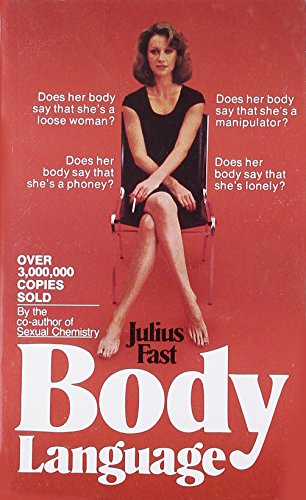 Does her body
say that she's a
loose woman?
Does her body
say that she's a
manipulator?
Does her
body say that
she's a phoney?
Does her
body say that
she's lonely?
OVER
3,000,000
COPIES
SOLD
By the
co-author of
Sexual Chemistry
Julius
Fast
Body
Language